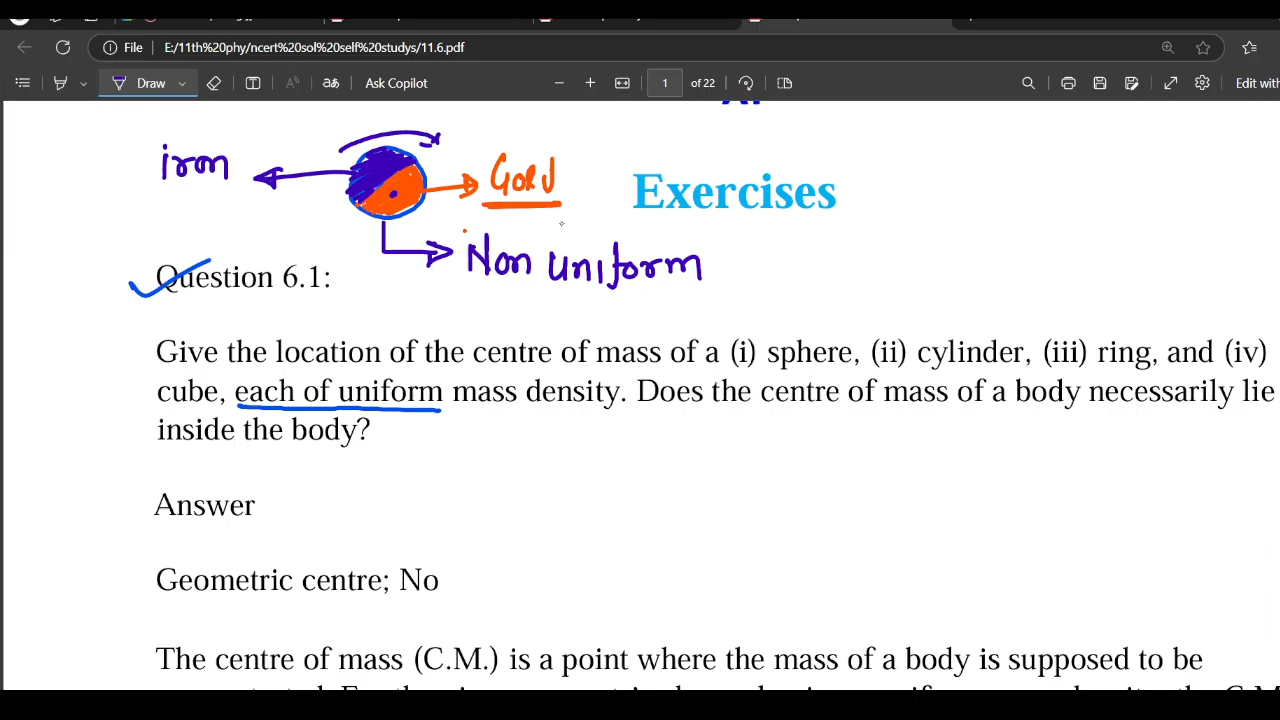 File | E:/11th%20phy/ncert%20sol%20self%20studys/11.6.pdf
Draw aあ Ask Copilot 1 of 22 Edit with
iron
Gold
Exercises
Non uniform
Question 6.1:
Give the location of the centre of mass of a (i) sphere, (ii) cylinder, (iii) ring, and (iv)
cube, each of uniform mass density. Does the centre of mass of a body necessarily lie
inside the body?
Answer
Geometric centre; No
The centre of mass (C.M.) is a point where the mass of a body is supposed to be